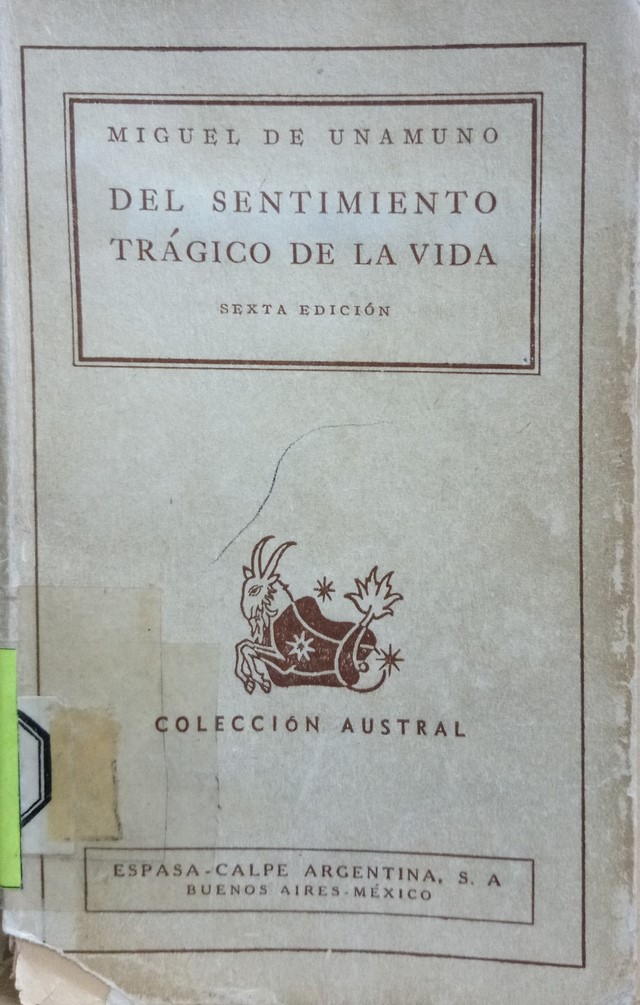 MIGUEL DE UNAMUNO
DEL SENTIMIENTO
TRÁGICO DE LA VIDA
SEXTA EDICIÓN
COLECCIÓN AUSTRAL
ESPASA-CALPE ARGENTINA, S. A
BUENOS AIRES-MÉXICO